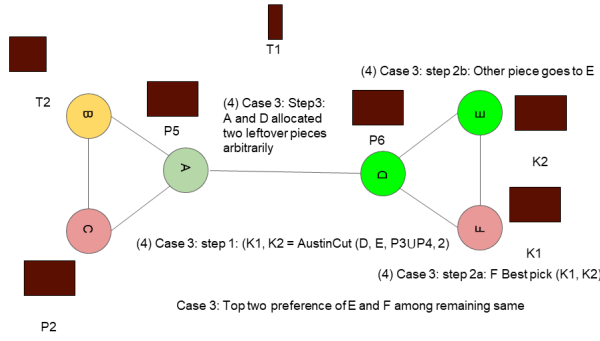 T1
(4) Case 3: step 2b: Other piece goes to E
T2
B
P5
(4) Case 3: Step3:
A and D allocated
two leftover pieces
arbitrarily
P6
E
K2
A
D
C
F
K1
(4) Case 3: step 1: (K1, K2 = AustinCut (D, E, P3∪P4, 2)
(4) Case 3: step 2a: F Best pick (K1, K2)
P2
Case 3: Top two preference of E and F among remaining same